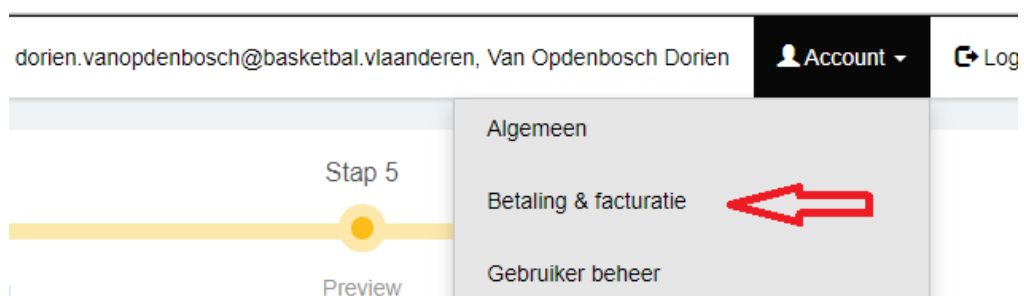 dorien.vanopdenbosch@basketbal.vlaanderen, Van Opdenbosch Dorien Account Log
Algemeen
Stap 5
Betaling & facturatie
Gebruiker beheer
Preview